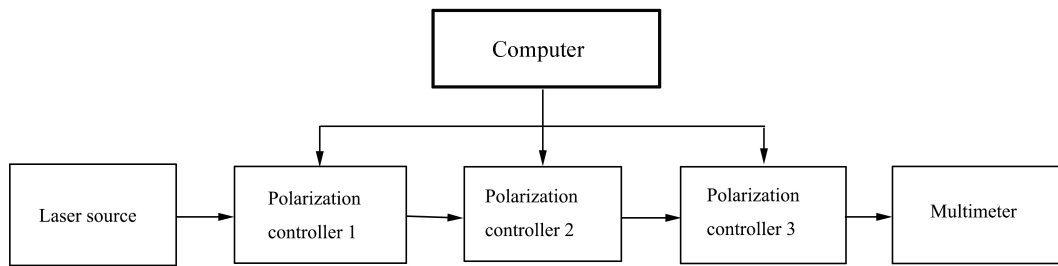 Computer
Laser source
Polarization
controller 1
Polarization
controller 2
Polarization
controller 3
Multimeter